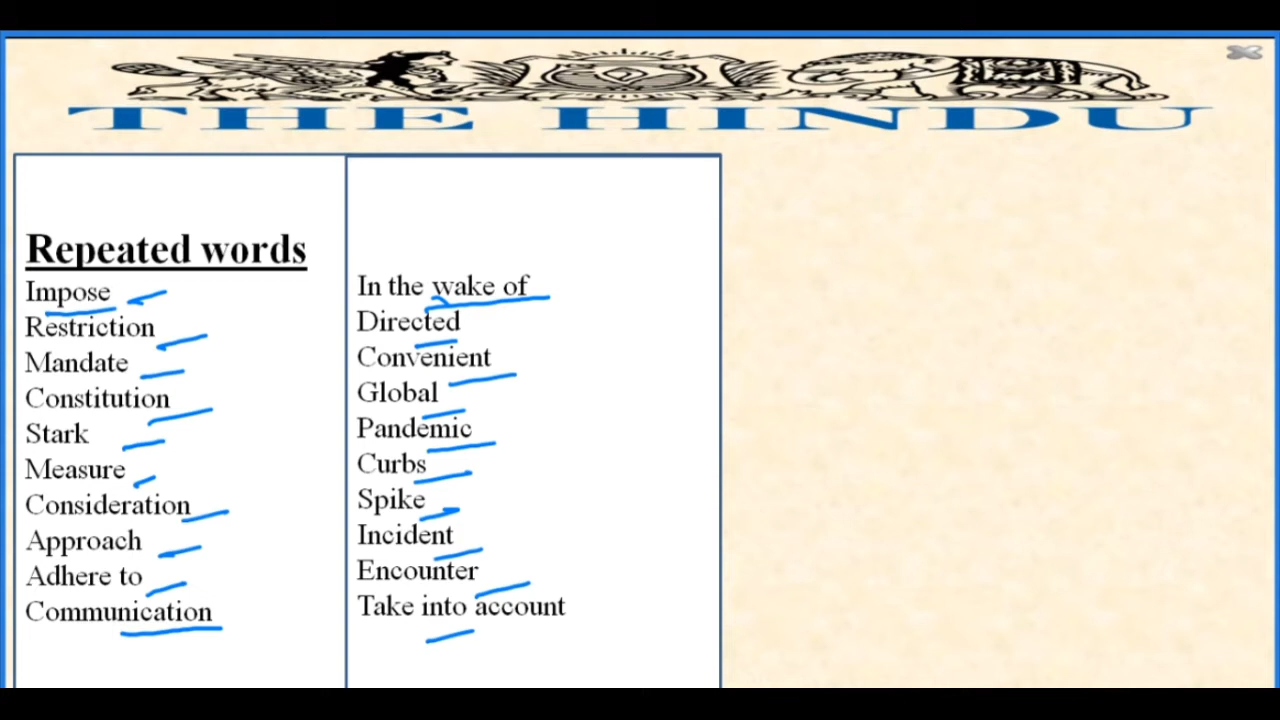 THE HINDU
Repeated words
Impose
Restriction
Mandate
Constitution
Stark
Measure
Consideration
Approach
Adhere to
Communication
In the wake of
Directed
Convenient
Global
Pandemic
Curbs
Spike
Incident
Encounter
Take into account